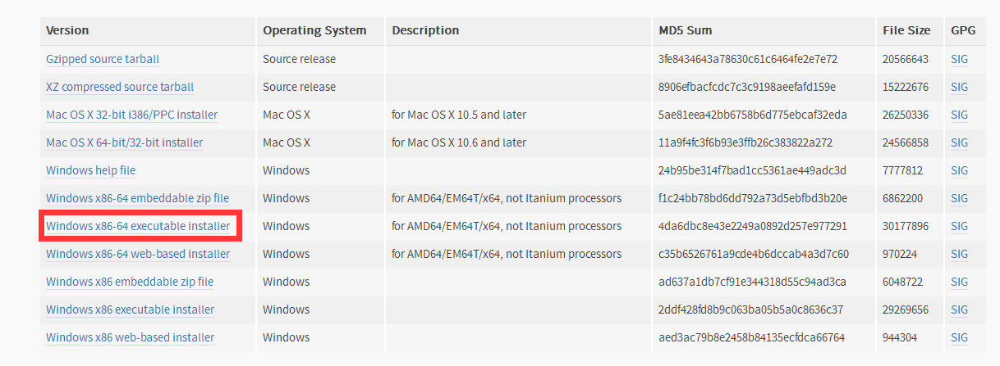 Version Operating System Description MD5 Sum File Size GPG
Gzipped source tarball Source release 3fe8434643a78630c61c6464fe2e7e72 20566643 SIG
XZ compressed source tarball Source release 8906efbacfcdc7c3c9198aeefafd159e 15222676 SIG
Mac OS X 32-bit i386/PPC installer Mac OS X for Mac OS X 10.5 and later 5ae81eea42bb6758b6d775ebcaf32eda 26250336 SIG
Mac OS X 64-bit/32-bit installer Mac OS X for Mac OS X 10.6 and later 11a9f4fc3f6b93e3ffb26c383822a272 24566858 SIG
Windows help file Windows 24b95be314f7bad1cc5361ae449adc3d 7777812 SIG
Windows x86-64 embeddable zip file Windows for AMD64/EM64T/x64, not Itanium processors f1c24bb78bd6dd792a73d5ebfbd3b20e 6862200 SIG
Windows x86-64 executable installer Windows for AMD64/EM64T/x64, not Itanium processors 4da6dbc8e43e2249a0892d257e977291 30177896 SIG
Windows x86-64 web-based installer Windows for AMD64/EM64T/x64, not Itanium processors c35b6526761a9cde4b6dccab4a3d7c60 970224 SIG
Windows x86 embeddable zip file Windows ad637a1db7cf91e344318d55c94ad3ca 6048722 SIG
Windows x86 executable installer Windows 2ddf428fd8b9c063ba05b5a0c8636c37 29269656 SIG
Windows x86 web-based installer Windows aed3ac79b8e2458b84135ecfdca66764 944304 SIG